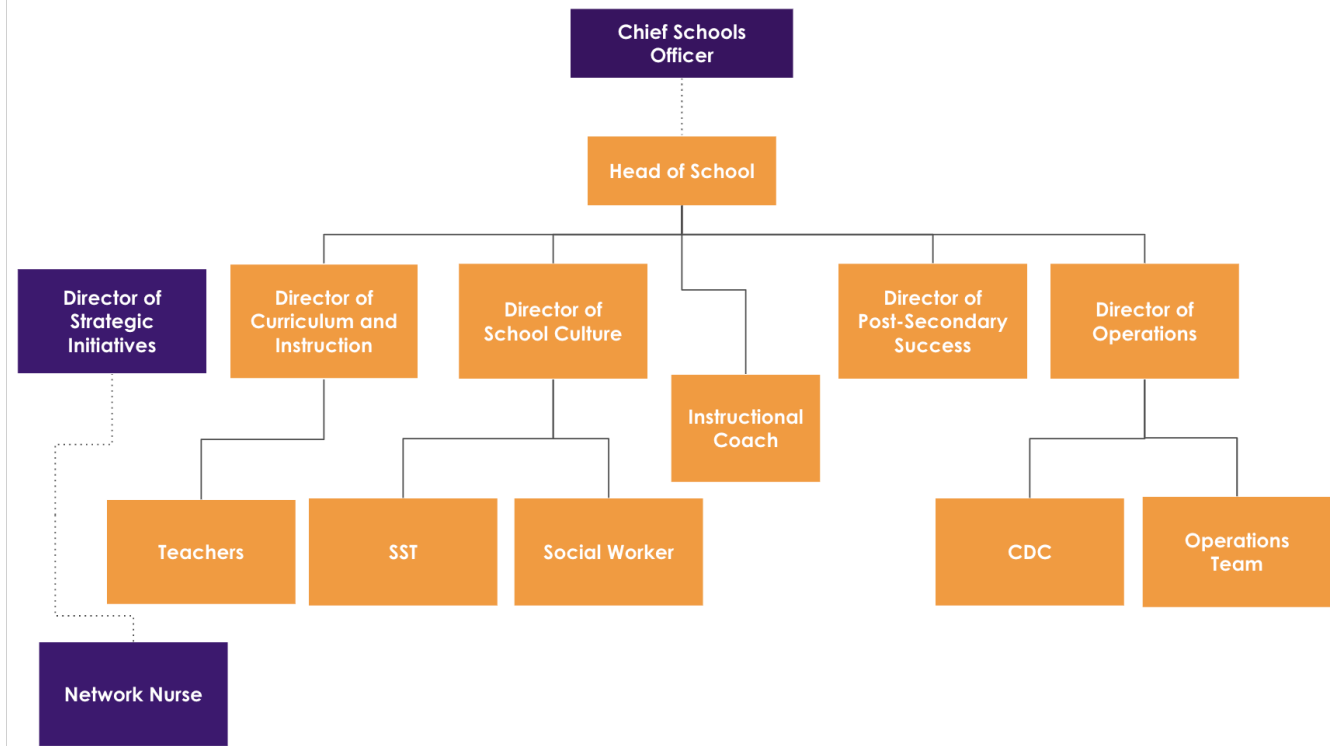 Chief Schools
Officer
Head of School
Director of
Strategic
Initiatives
Director of
Curriculum and
Instruction
Director of
School Culture
Instructional
Coach
Director of
Post-Secondary
Success
Director of
Operations
Teachers
SST
Social Worker
CDC
Operations
Team
Network Nurse